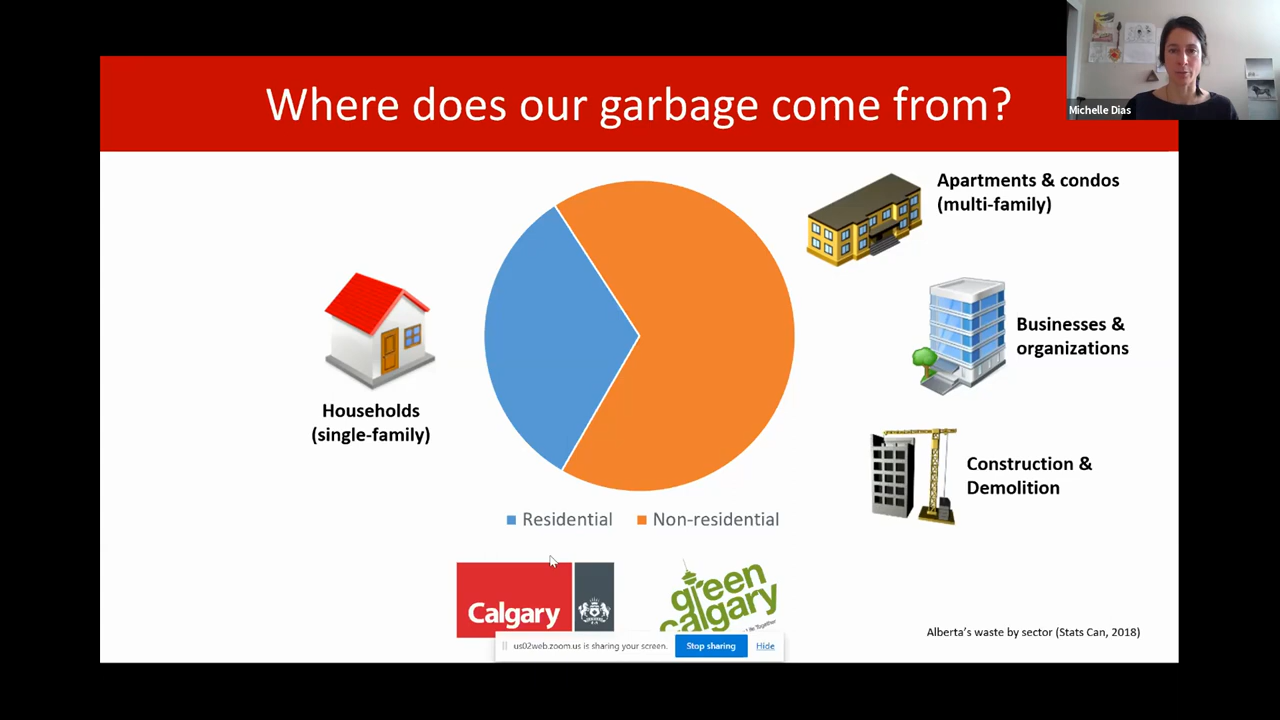 Where does our garbage come from?
Michelle Dias
Apartments & condos
(multi-family)
Businesses &
organizations
Households
(single-family)
Construction &
Demolition
Residential
Non-residential
Calgary
green
calgary
Together
Alberta's waste by sector (Stats Can, 2018)
us02web.zoom.us is sharing your screen.
Stop sharing
Hide